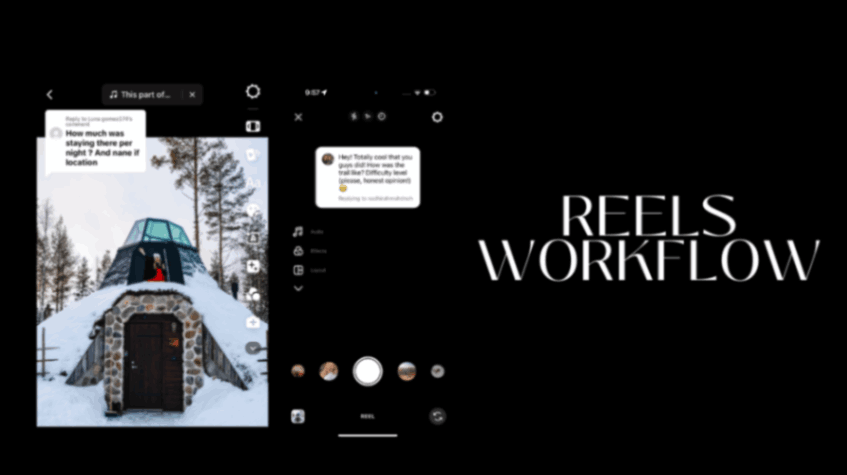 This part of...
Reply to
comment
How much was
staying there per
night ? And nane if
location
9:57
Hey! Totally cool that you
guys did! How was the
trail like? Difficulty level
(please, honest opinion!)
Replying to
Audio
Effects
Layout
REEL
REELS
WORKFLOW